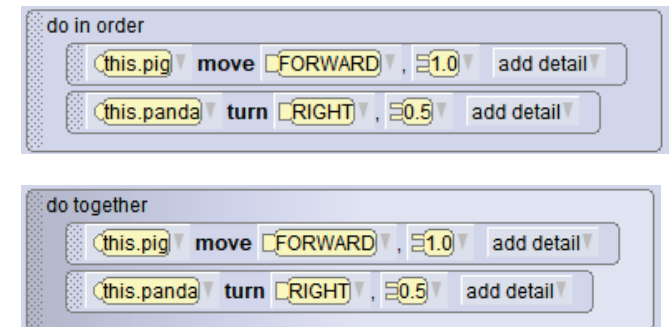 do in order
this.pig move FORWARD , 1.0 add detail
this.panda turn RIGHT , 0.5 add detail
do together
this.pig move FORWARD , 1.0 add detail
this.panda turn RIGHT , 0.5 add detail